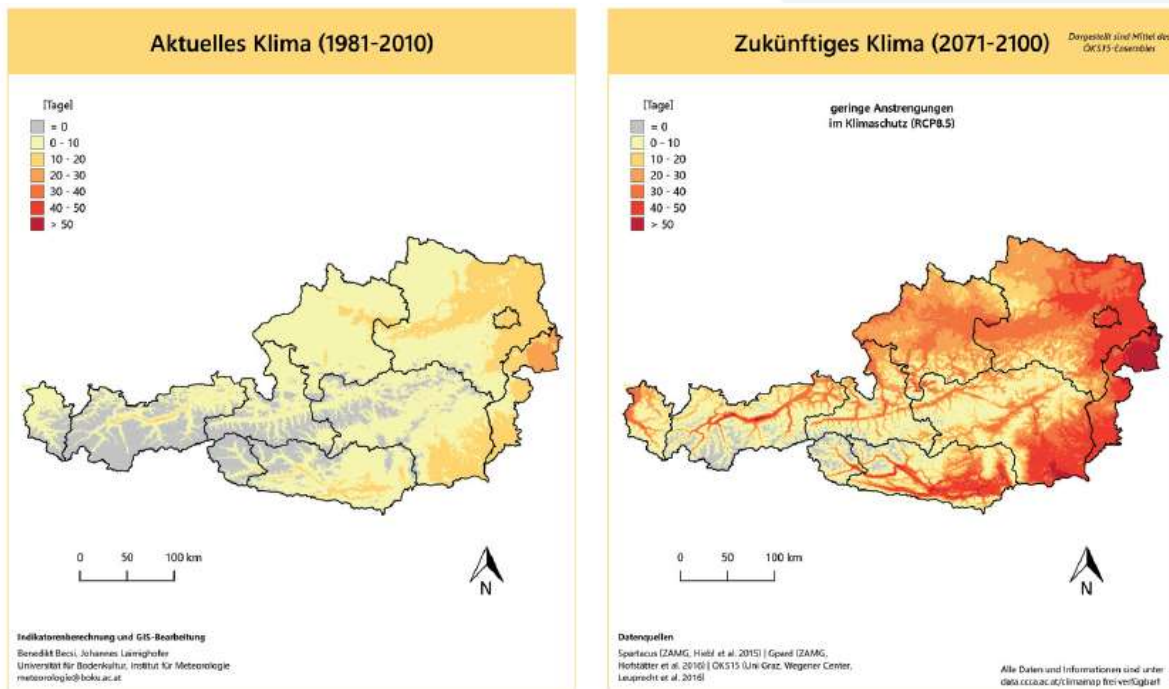 Aktuelles Klima (1981-2010)
[Tage]
= 0
0 - 10
10 - 20
20 - 30
30 - 40
40 - 50
> 50
0 50 100 km
N
Indikatorenberechnung und GIS-Bearbeitung
Benedikt Becsi, Johannes Laimighofer
Universität für Bodenkultur, Institut für Meteorologie
meteorologie@boku.ac.at
Zukünftiges Klima (2071-2100)
Dargestellt sind Mittel des
ÖKS15-Ensembles
[Tage]
= 0
0 - 10
10 - 20
20 - 30
30 - 40
40 - 50
> 50
geringe Anstrengungen
im Klimaschutz (RCP8.5)
0 50 100 km
N
Datenquellen
Spartacus (ZAMG, Hiebl et al. 2015) | Gpard (ZAMG,
Hofstätter et al. 2016) | ÖKS15 (Uni Graz, Wegener Center,
Leuprecht et al. 2016)
Alle Daten und Informationen sind unter
data.ccca.ac.at/climamap frei verfügbar!